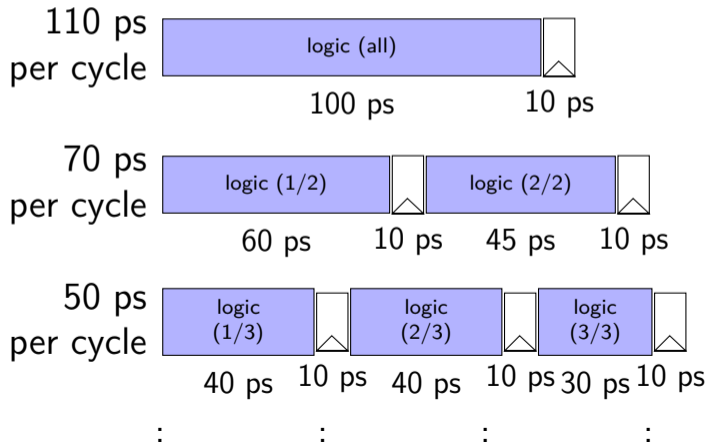 110 ps
per cycle
logic (all)
100 ps
10 ps
70 ps
per cycle
logic (1/2)
logic (2/2)
60 ps
10 ps
45 ps
10 ps
50 ps
per cycle
logic
(1/3)
logic
(2/3)
logic
(3/3)
40 ps
10 ps
40 ps
10 ps
30 ps
10 ps